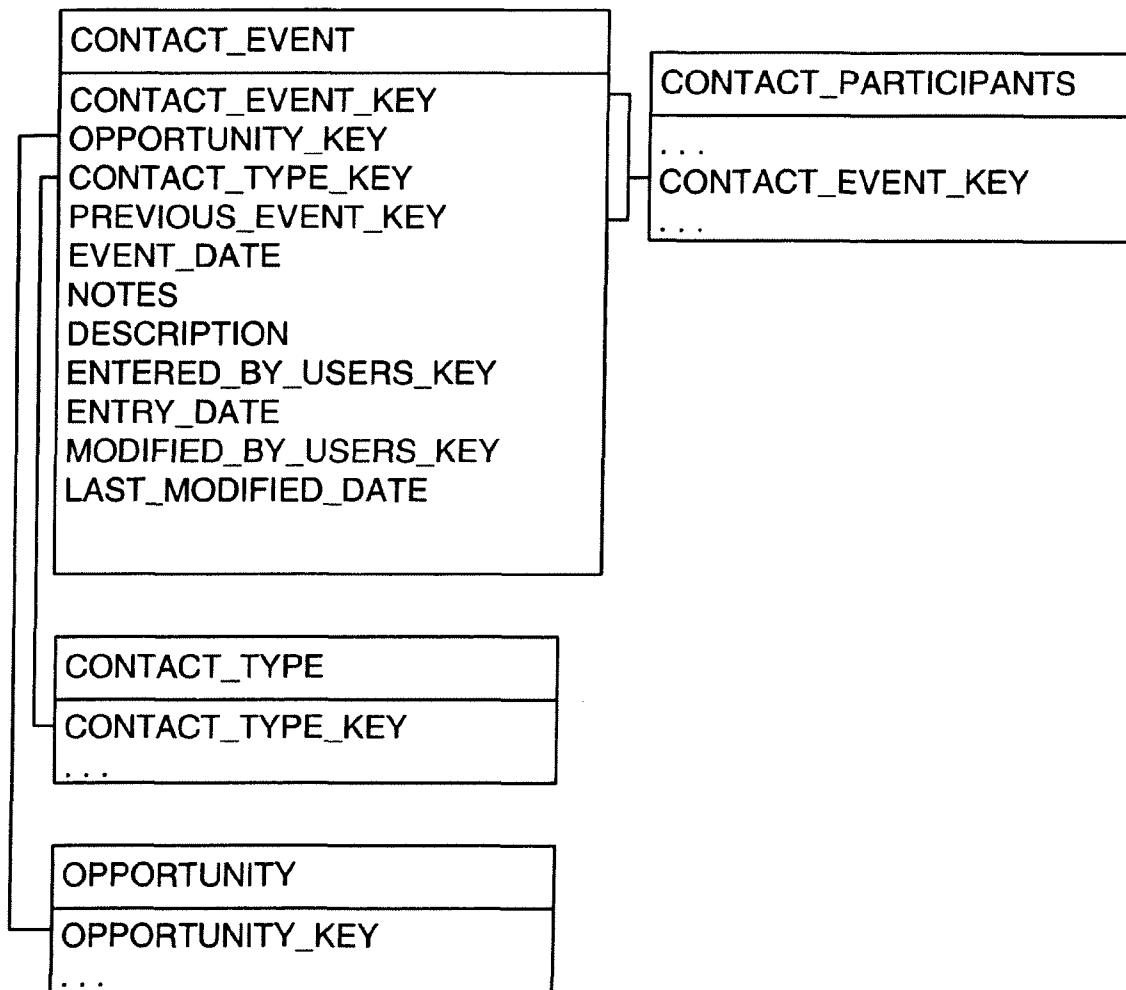 CONTACT_EVENT
CONTACT_EVENT_KEY
OPPORTUNITY_KEY
CONTACT_TYPE_KEY
PREVIOUS_EVENT_KEY
EVENT_DATE
NOTES
DESCRIPTION
ENTERED_BY_USERS_KEY
ENTRY_DATE
MODIFIED_BY_USERS_KEY
LAST_MODIFIED_DATE
CONTACT_PARTICIPANTS
. . .
CONTACT_EVENT_KEY
. . .
CONTACT_TYPE
CONTACT_TYPE_KEY
. . .
OPPORTUNITY
OPPORTUNITY_KEY
. . .